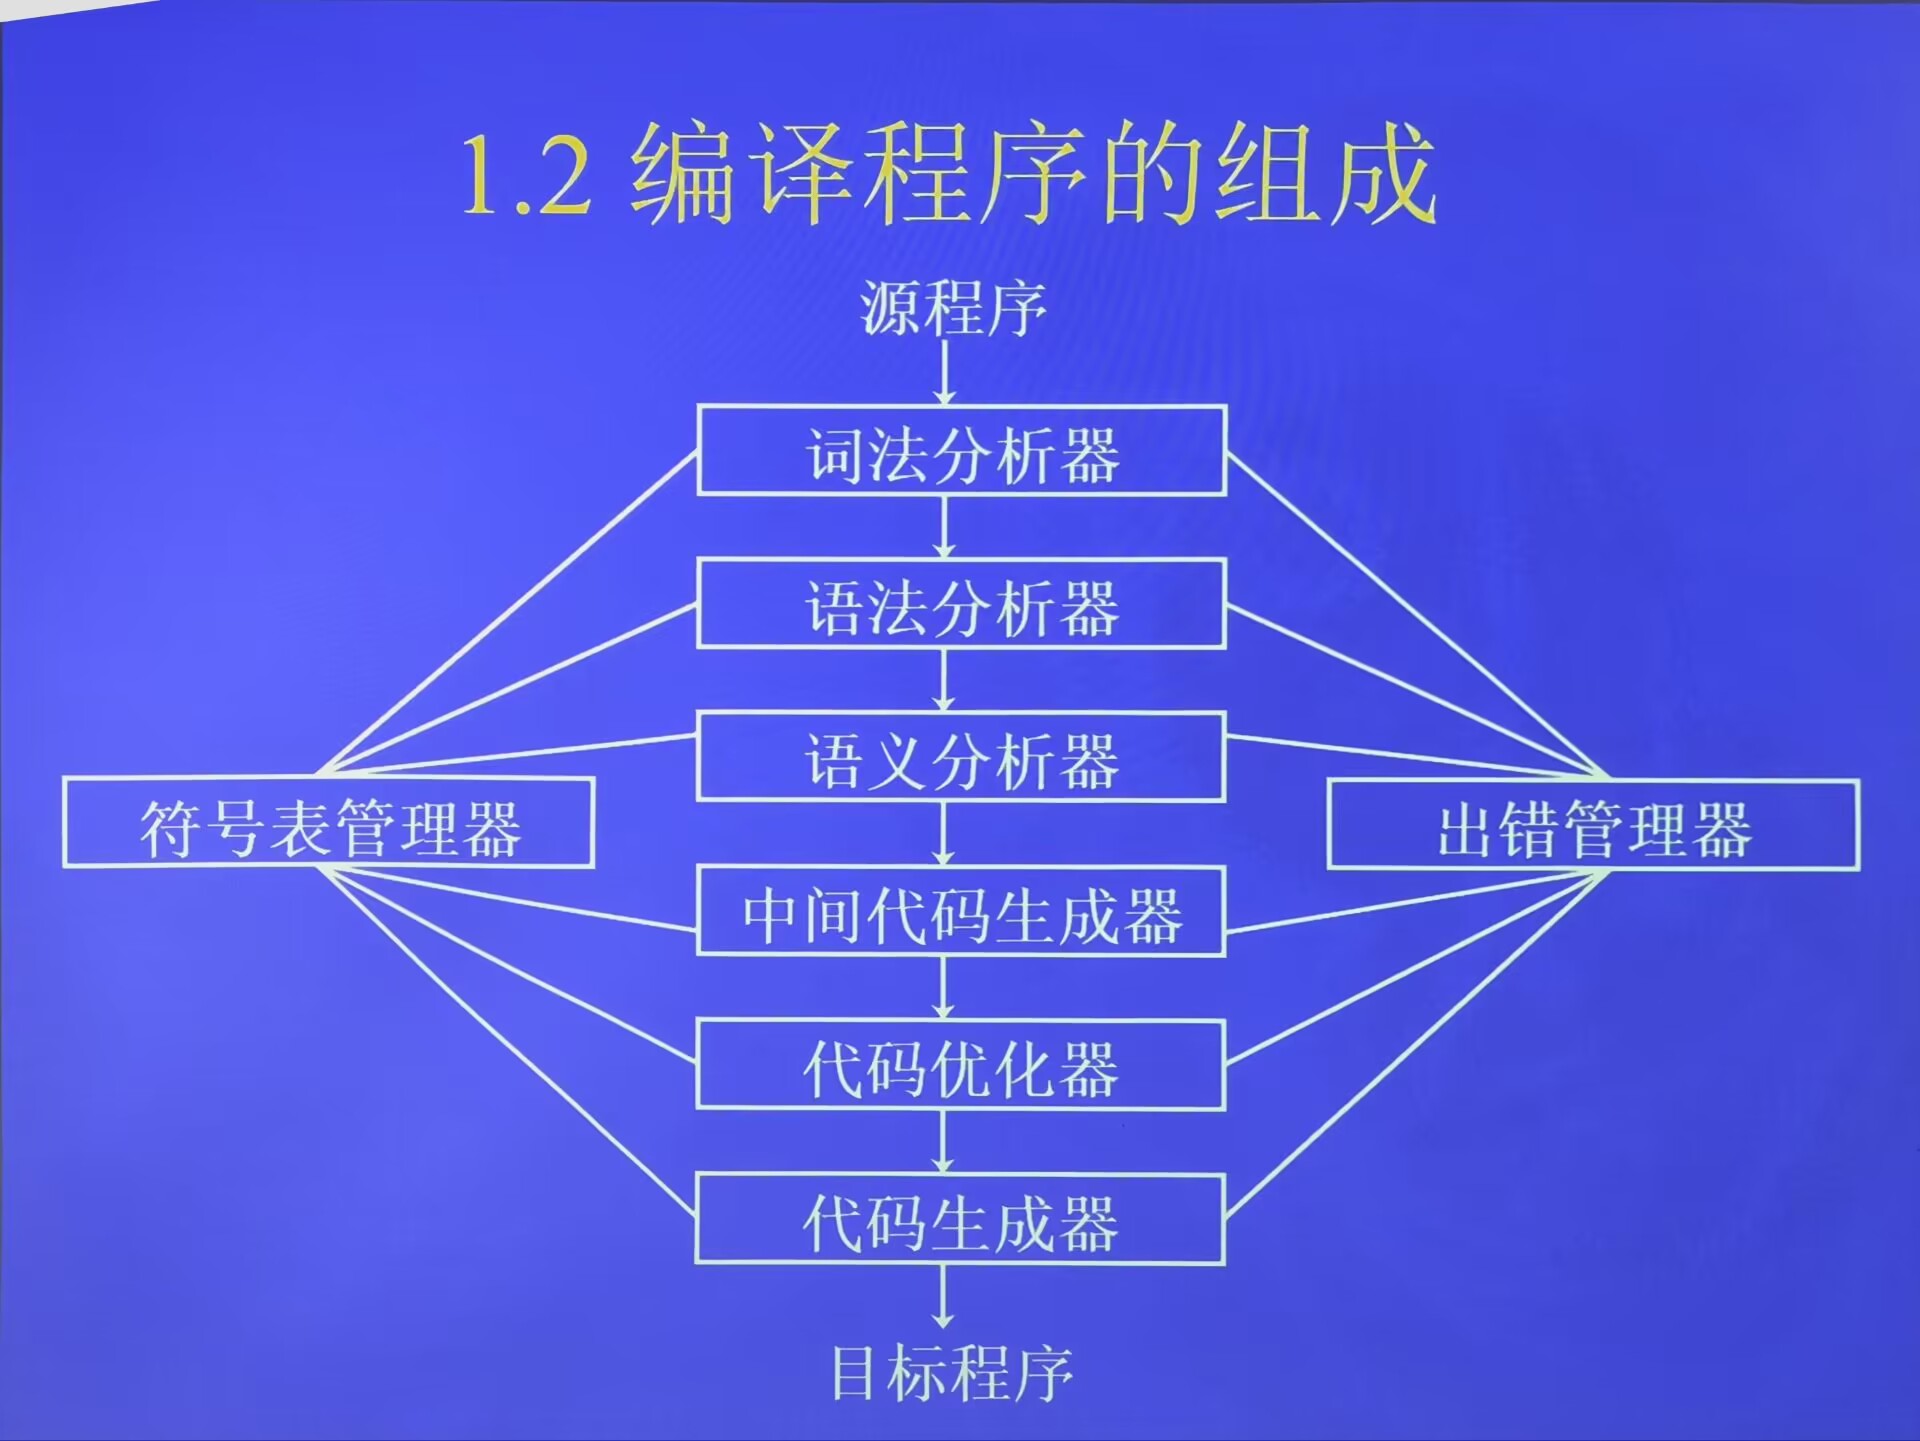 1.2 编译程序的组成
源程序
词法分析器
语法分析器
语义分析器
符号表管理器
出错管理器
中间代码生成器
代码优化器
代码生成器
目标程序